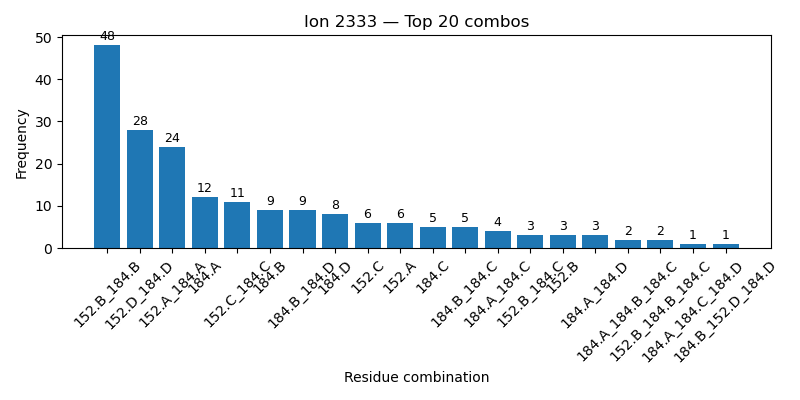 Ion 2333 — Top 20 combos
Frequency
50
40
30
20
10
0
48
28
24
12
11
9
9
8
6
6
5
5
4
3
3
3
2
2
1
1
152.B_184.B
152.D_184.D
152.A_184.A
184.A
152.C_184.C
184.B
184.B_184.D
184.D
152.C
152.A
184.C
184.B_184.C
184.A_184.C
152.B_184.C
152.B
184.A_184.D
184.A_184.B_184.C
152.B_184.B_184.C
184.A_184.C_184.D
184.B_152.D_184.D
Residue combination